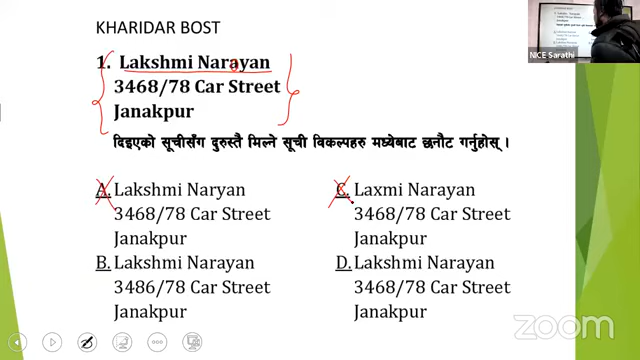 KHARIDAR BOST
1. Lakshmi Narayan
3468/78 Car Street
Janakpur
दिइएको सूचीसँग दुरुस्तै मिल्ने सूची विकल्पहरु मध्येबाट छनौट गर्नुहोस् ।
A. Lakshmi Naryan
3468/78 Car Street
Janakpur
B. Lakshmi Narayan
3486/78 Car Street
Janakpur
C. Laxmi Narayan
3468/78 Car Street
Janakpur
D. Lakshmi Narayan
3468/78 Car Street
Janakpur
NICE Sarathi
zoom